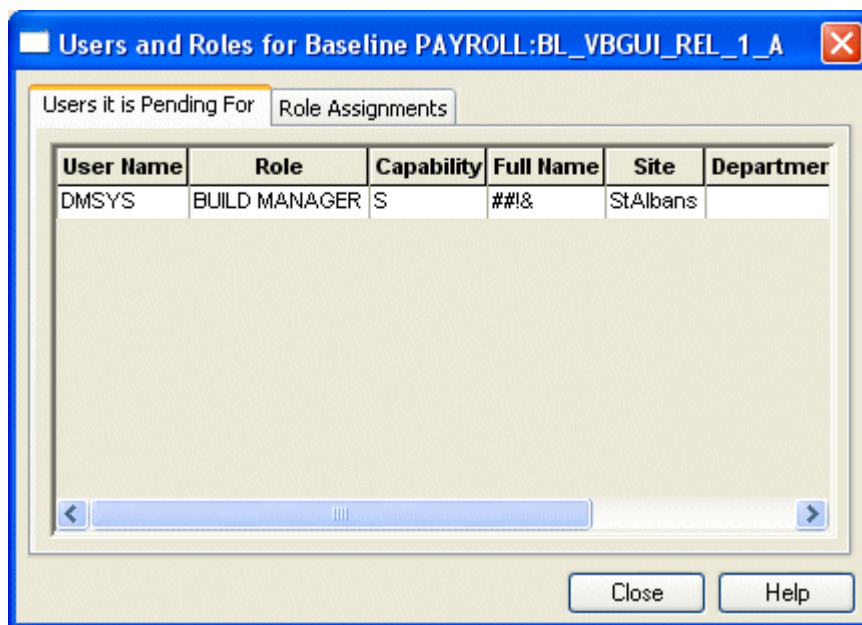 Users and Roles for Baseline PAYROLL:BL_VBGUI_REL_1_A
Users it is Pending For Role Assignments
User Name Role Capability Full Name Site Departmer
DMSYS BUILD MANAGER S ##!& StAlbans
Close Help